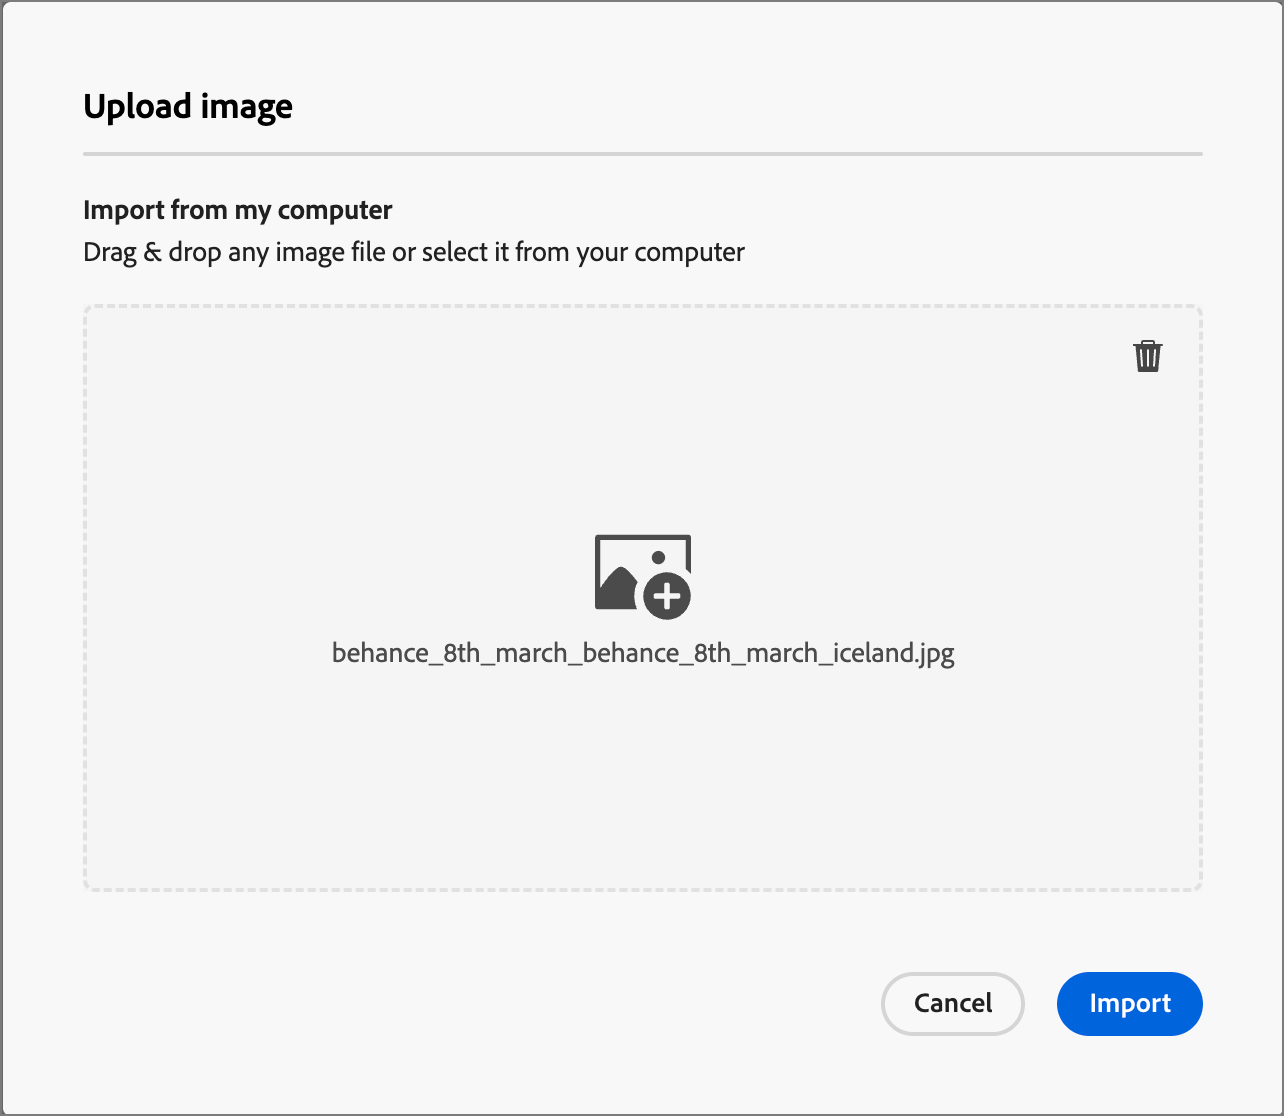 Upload image
Import from my computer
Drag & drop any image file or select it from your computer
behance_8th_march_behance_8th_march_iceland.jpg
Cancel
Import